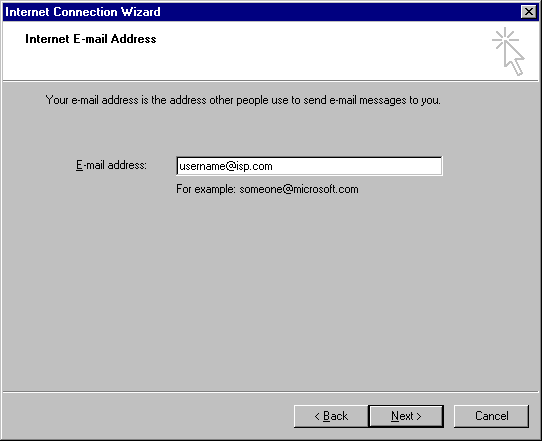 Internet Connection Wizard
Internet E-mail Address
Your e-mail address is the address other people use to send e-mail messages to you.
E-mail address: username@isp.com
For example: someone@microsoft.com
< Back Next > Cancel